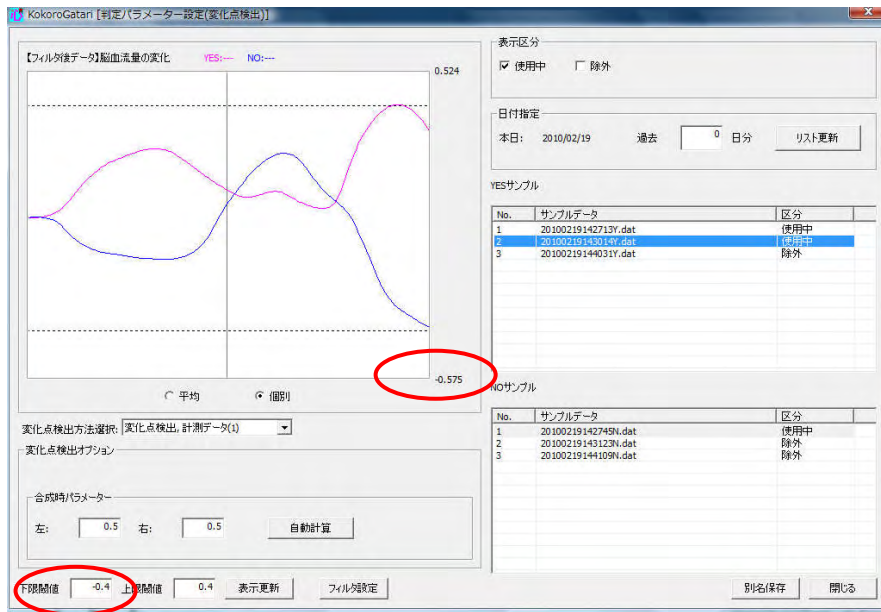 KokoroGatari [判定パラメーター設定(変化点検出)]
【フィルタ後データ】脳血流量の変化 YES:--- NO:---
0.524
-0.575
平均 個別
変化点検出方法選択: 変化点検出, 計測データ(1)
変化点検出オプション
合成時パラメーター
左: 0.5 右: 0.5 自動計算
下限閾値 -0.4 上限閾値 0.4 表示更新 フィルタ設定
表示区分
使用中 除外
日付指定
本日: 2010/02/19 過去 0 日分 リスト更新
YESサンプル
No. サンプルデータ 区分
1 20100219142713Y.dat 使用中
2 20100219143014Y.dat 使用中
3 20100219144031Y.dat 除外
NOサンプル
No. サンプルデータ 区分
1 20100219142745N.dat 使用中
2 20100219143123N.dat 除外
3 20100219144109N.dat 除外
別名保存 閉じる